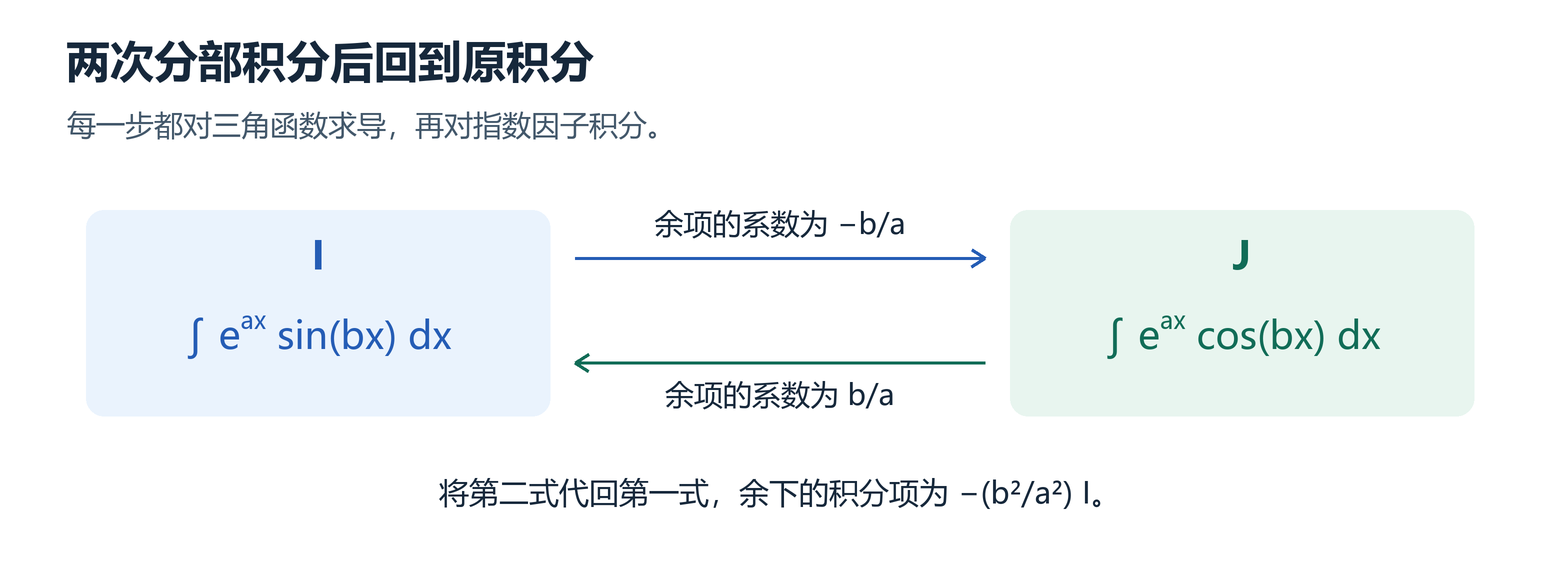 两次分部积分后回到原积分
每一步都对三角函数求导，再对指数因子积分。
余项的系数为 −b/a
I
J
∫ eᵃˣ sin(bx) dx
∫ eᵃˣ cos(bx) dx
余项的系数为 b/a
将第二式代回第一式，余下的积分项为 −(b²/a²) I。